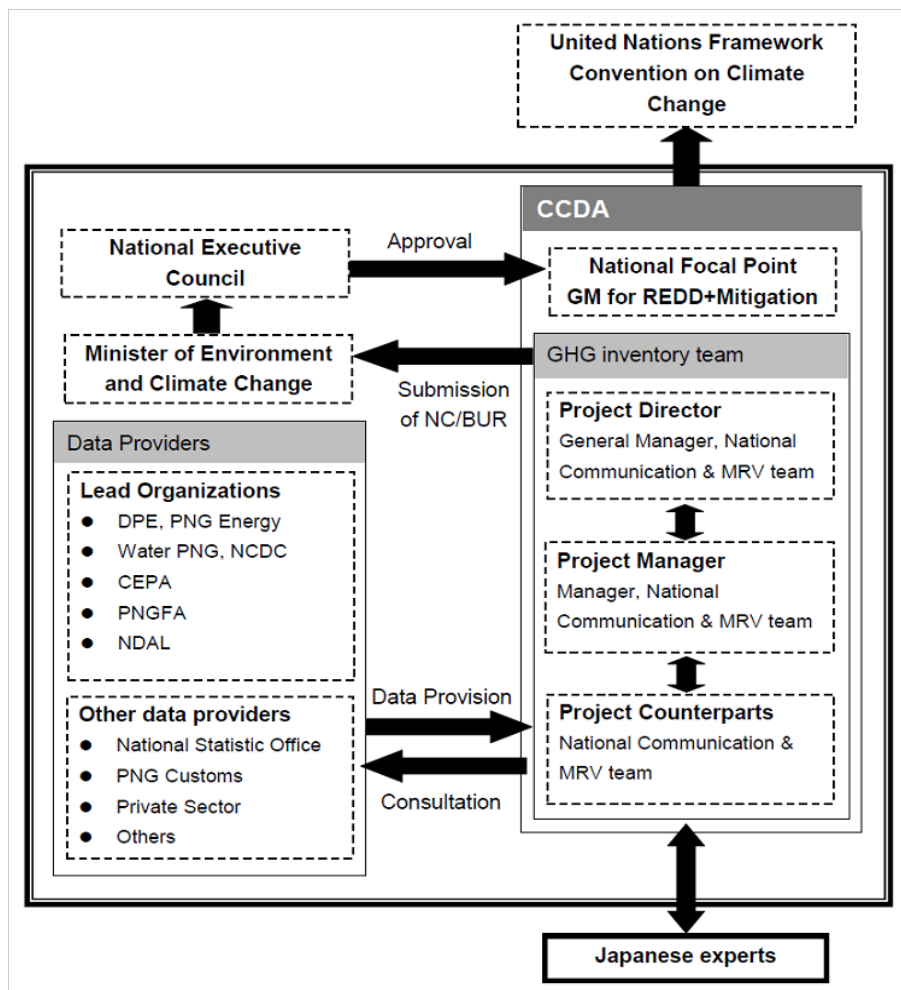 United Nations Framework
Convention on Climate
Change
CCDA
National Executive
Council
Approval
National Focal Point
GM for REDD+Mitigation
Minister of Environment
and Climate Change
Submission
of NC/BUR
GHG inventory team
Project Director
General Manager, National
Communication & MRV team
Project Manager
Manager, National
Communication & MRV team
Project Counterparts
National Communication &
MRV team
Data Providers
Lead Organizations
● DPE, PNG Energy
● Water PNG, NCDC
● CEPA
● PNGFA
● NDAL
Other data providers
● National Statistic Office
● PNG Customs
● Private Sector
● Others
Data Provision
Consultation
Japanese experts